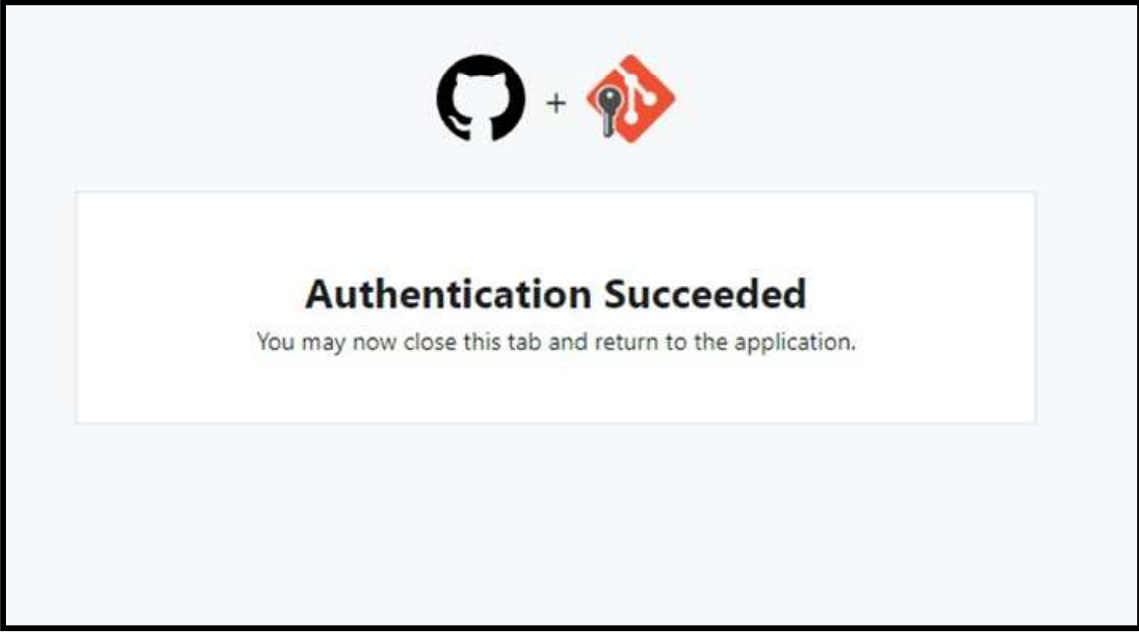 +
Authentication Succeeded
You may now close this tab and return to the application.